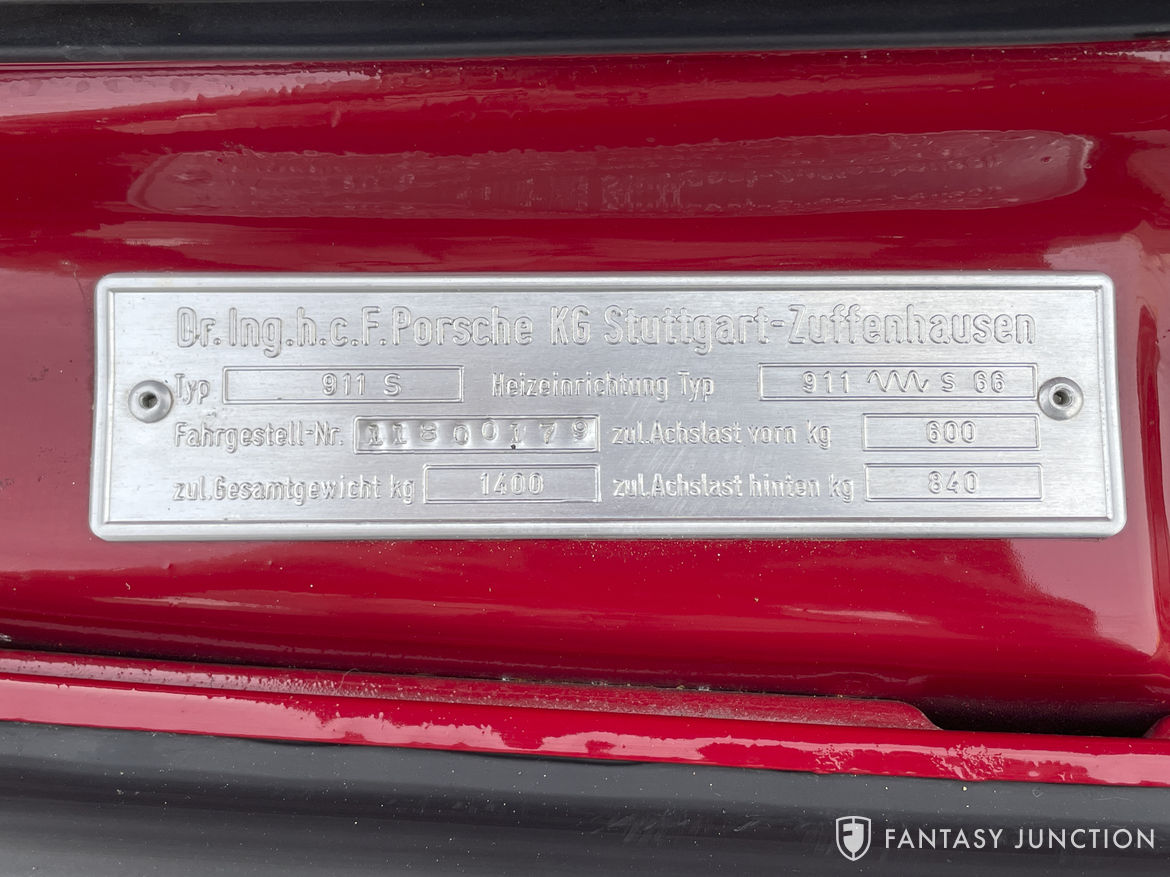 Dr. Ing.h.c.F.Porsche KG Stuttgart-Zuffenhausen
Typ 911 S Heizeinrichtung Typ 911 S 66
Fahrgestell-Nr. 11800179 zul.Achslast vorn kg 600
zul.Gesamtgewicht kg 1400 zul.Achslast hinten kg 840
FANTASY JUNCTION